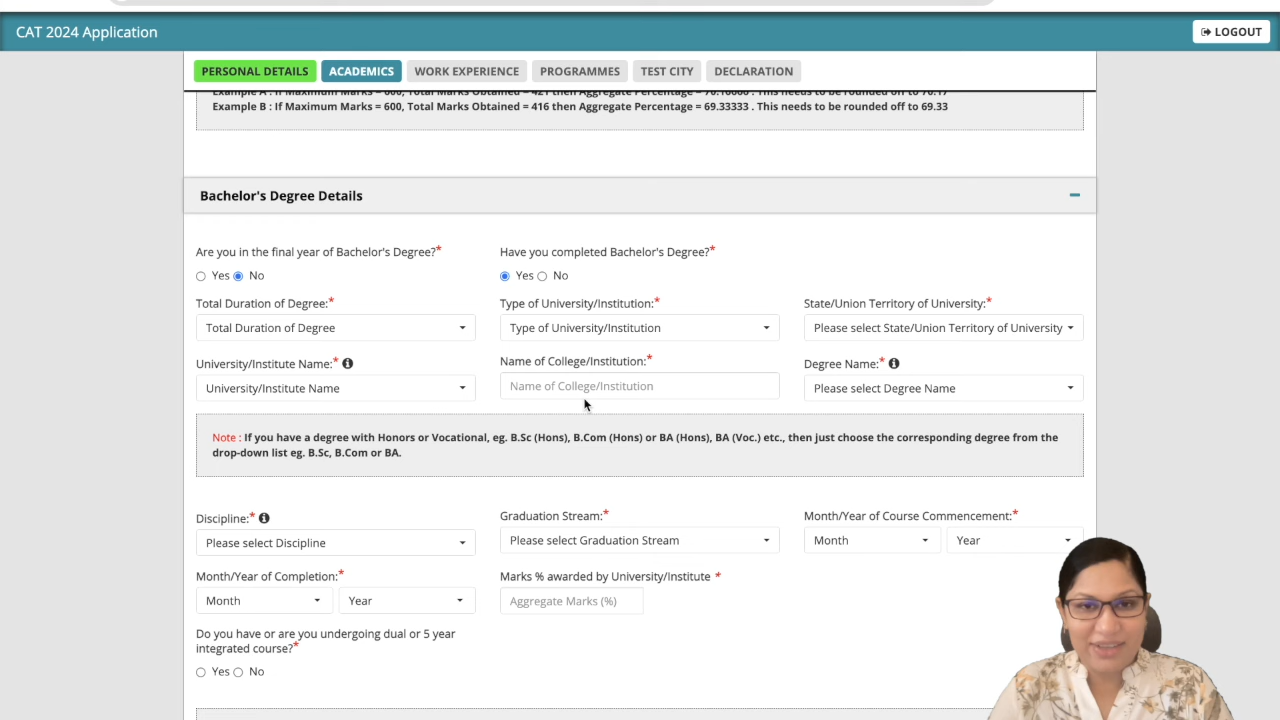 CAT 2024 Application
LOGOUT
PERSONAL DETAILS ACADEMICS WORK EXPERIENCE PROGRAMMES TEST CITY DECLARATION
Example B : If Maximum Marks = 600, Total Marks Obtained = 416 then Aggregate Percentage = 69.33333 . This needs to be rounded off to 69.33
Bachelor's Degree Details
Are you in the final year of Bachelor's Degree?* Have you completed Bachelor's Degree?*
Yes No Yes No
Total Duration of Degree:* Type of University/Institution:* State/Union Territory of University:*
Total Duration of Degree Type of University/Institution Please select State/Union Territory of University
University/Institute Name:* Name of College/Institution:* Degree Name:*
University/Institute Name Name of College/Institution Please select Degree Name
Note : If you have a degree with Honors or Vocational, eg. B.Sc (Hons), B.Com (Hons) or BA (Hons), BA (Voc.) etc., then just choose the corresponding degree from the
drop-down list eg. B.Sc, B.Com or BA.
Discipline:* Graduation Stream:* Month/Year of Course Commencement:*
Please select Discipline Please select Graduation Stream Month Year
Month/Year of Completion:* Marks % awarded by University/Institute *
Month Year Aggregate Marks (%)
Do you have or are you undergoing dual or 5 year
integrated course?*
Yes No